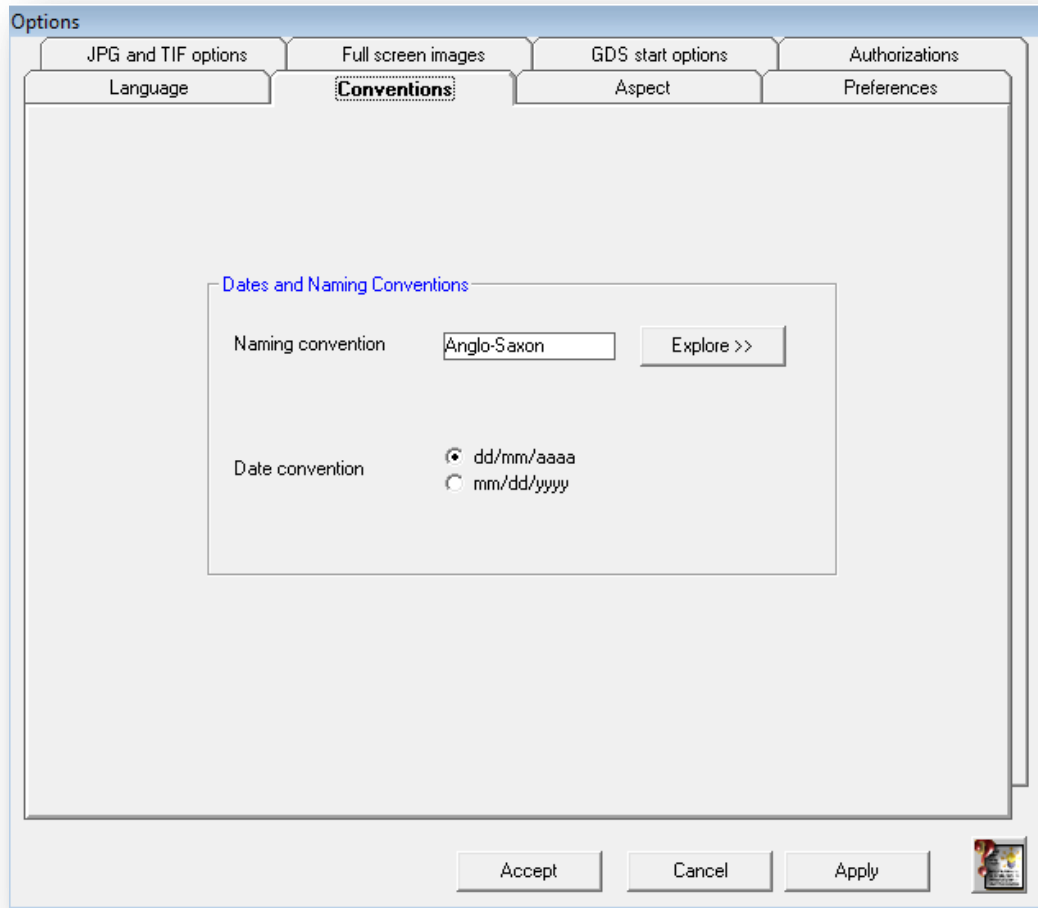 Options
JPG and TIF options
Full screen images
GDS start options
Authorizations
Language
Conventions
Aspect
Preferences
Dates and Naming Conventions
Naming convention
Anglo-Saxon
Explore >>
Date convention
dd/mm/aaaa
mm/dd/yyyy
Accept
Cancel
Apply